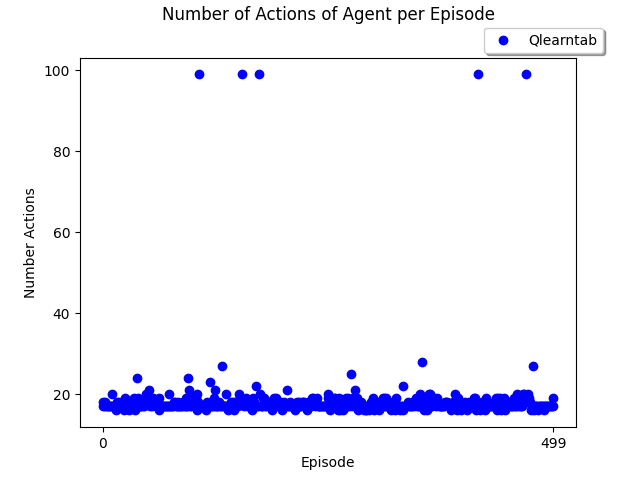 Number of Actions of Agent per Episode
Qlearntab
100
80
60
40
20
Number Actions
0
499
Episode